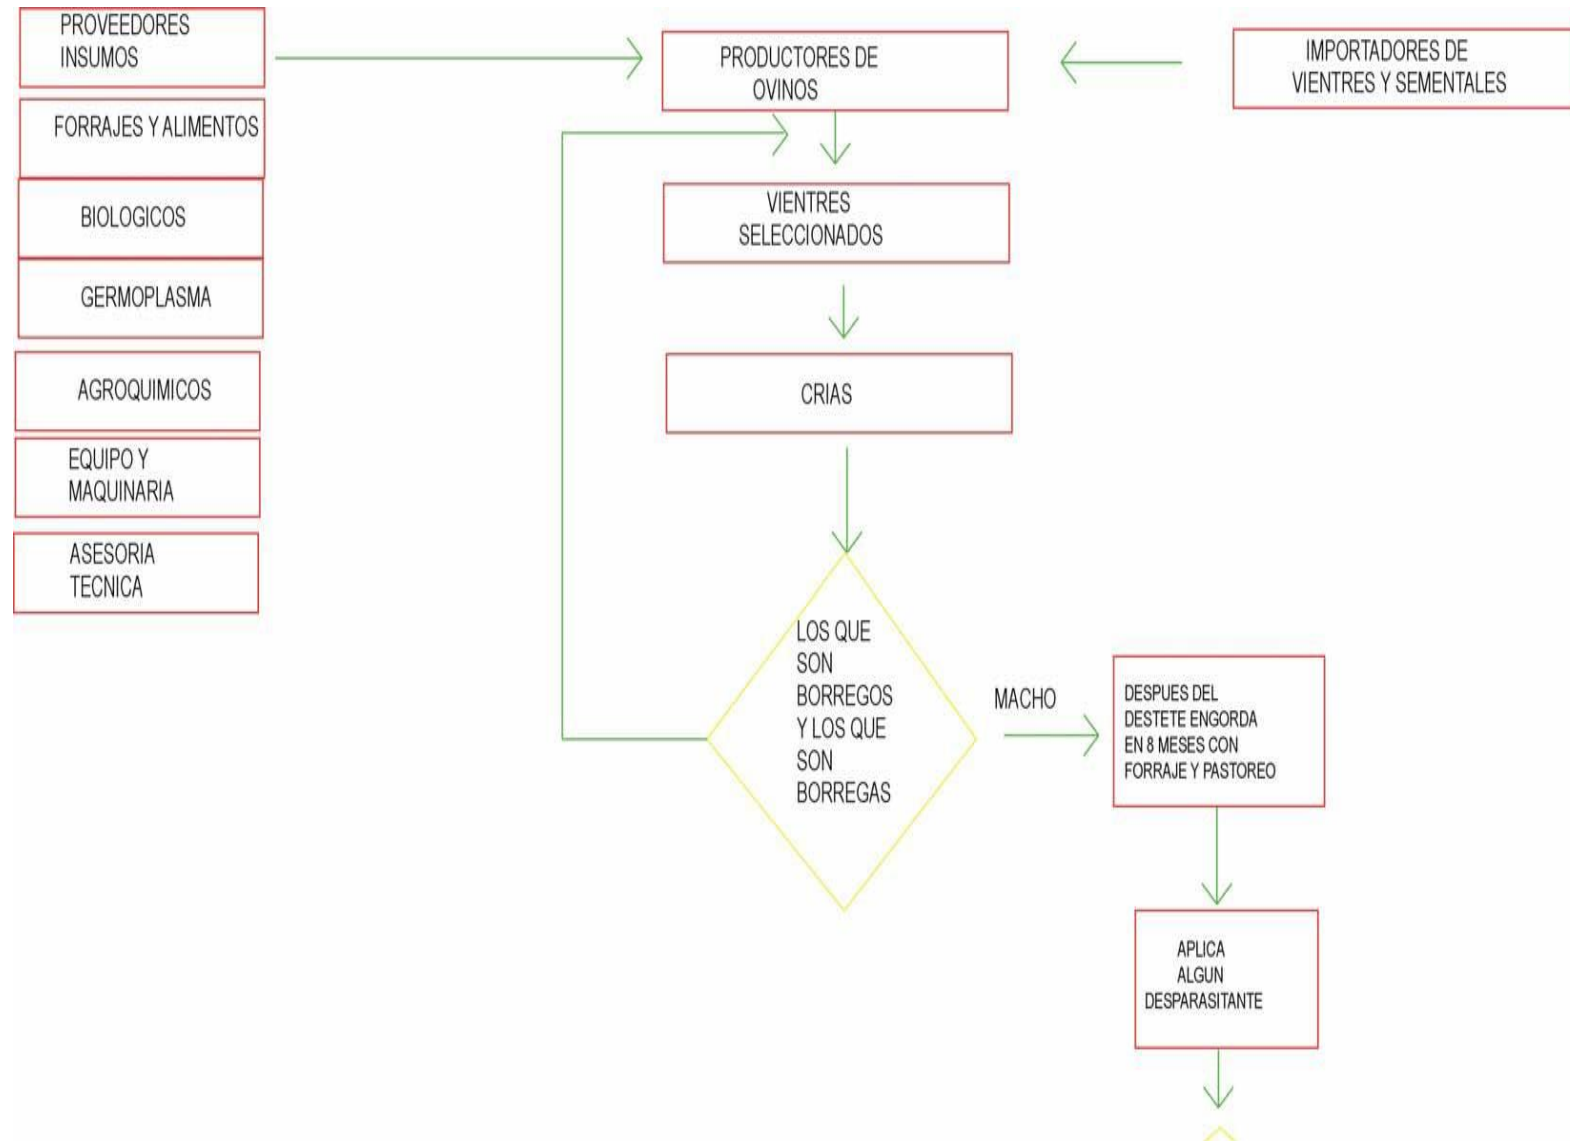 PROVEEDORES
INSUMOS
FORRAJES Y ALIMENTOS
BIOLOGICOS
GERMOPLASMA
AGROQUIMICOS
EQUIPO Y
MAQUINARIA
ASESORIA
TECNICA
PRODUCTORES DE
OVINOS
IMPORTADORES DE
VIENTRES Y SEMENTALES
VIENTRES
SELECCIONADOS
CRIAS
LOS QUE
SON
BORREGOS
Y LOS QUE
SON
BORREGAS
MACHO
DESPUES DEL
DESTETE ENGORDA
EN 8 MESES CON
FORRAJE Y PASTOREO
APLICA
ALGUN
DESPARASITANTE